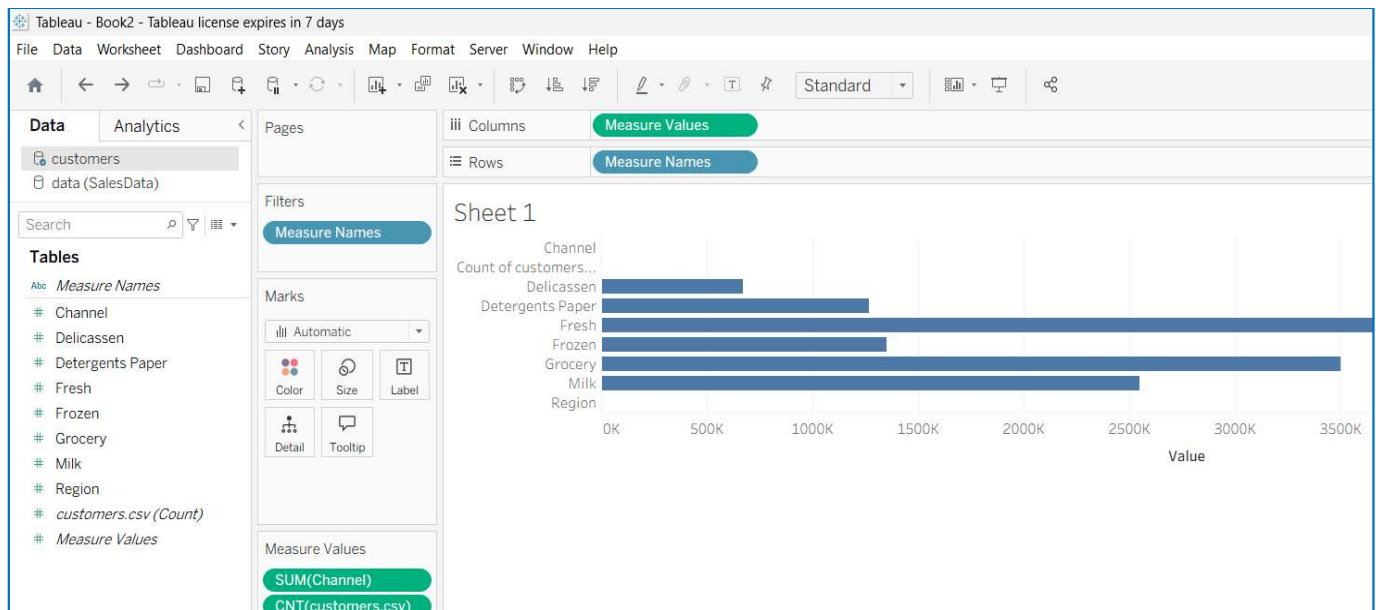 Tableau - Book2 - Tableau license expires in 7 days
File Data Worksheet Dashboard Story Analysis Map Format Server Window Help
Standard
Data Analytics
customers
data (SalesData)
Search
Tables
Abc Measure Names
# Channel
# Delicassen
# Detergents Paper
# Fresh
# Frozen
# Grocery
# Milk
# Region
# customers.csv (Count)
# Measure Values
Pages
Filters
Measure Names
Marks
Automatic
Color Size Label
Detail Tooltip
Measure Values
SUM(Channel)
CNT(customers.csv)
iii Columns Measure Values
Rows Measure Names
Sheet 1
Channel
Count of customers...
Delicassen
Detergents Paper
Fresh
Frozen
Grocery
Milk
Region
0K 500K 1000K 1500K 2000K 2500K 3000K 3500K
Value